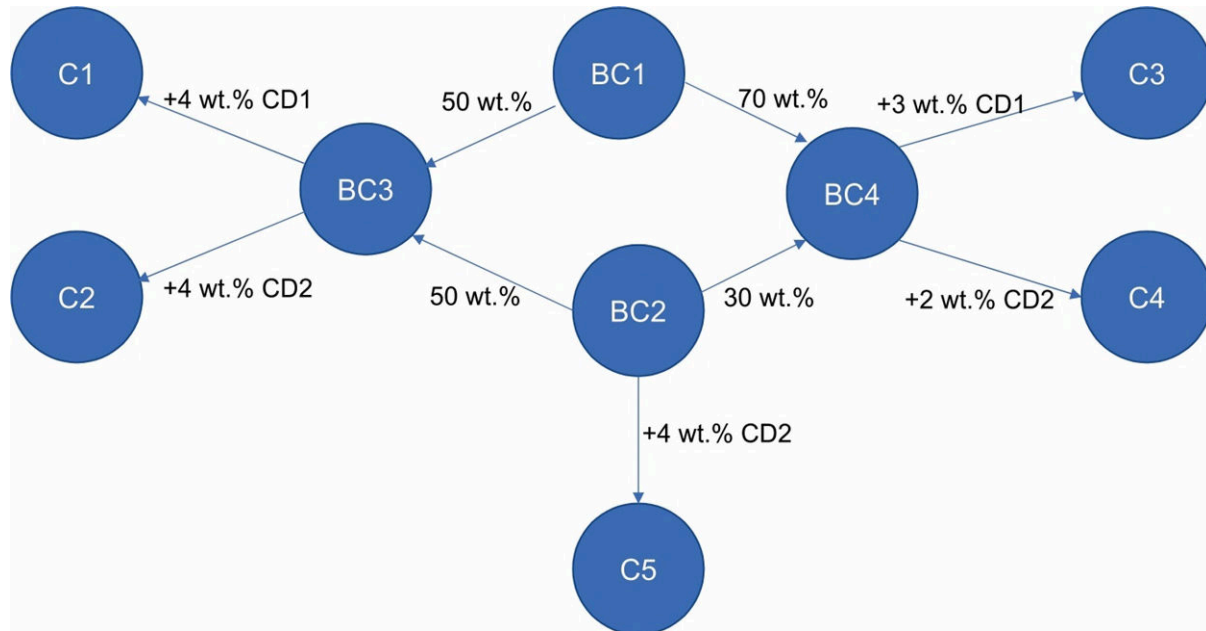 C1
BC1
C3
+4 wt.% CD1
50 wt.%
70 wt.%
+3 wt.% CD1
BC3
BC4
C2
+4 wt.% CD2
50 wt.%
BC2
30 wt.%
+2 wt.% CD2
C4
+4 wt.% CD2
C5